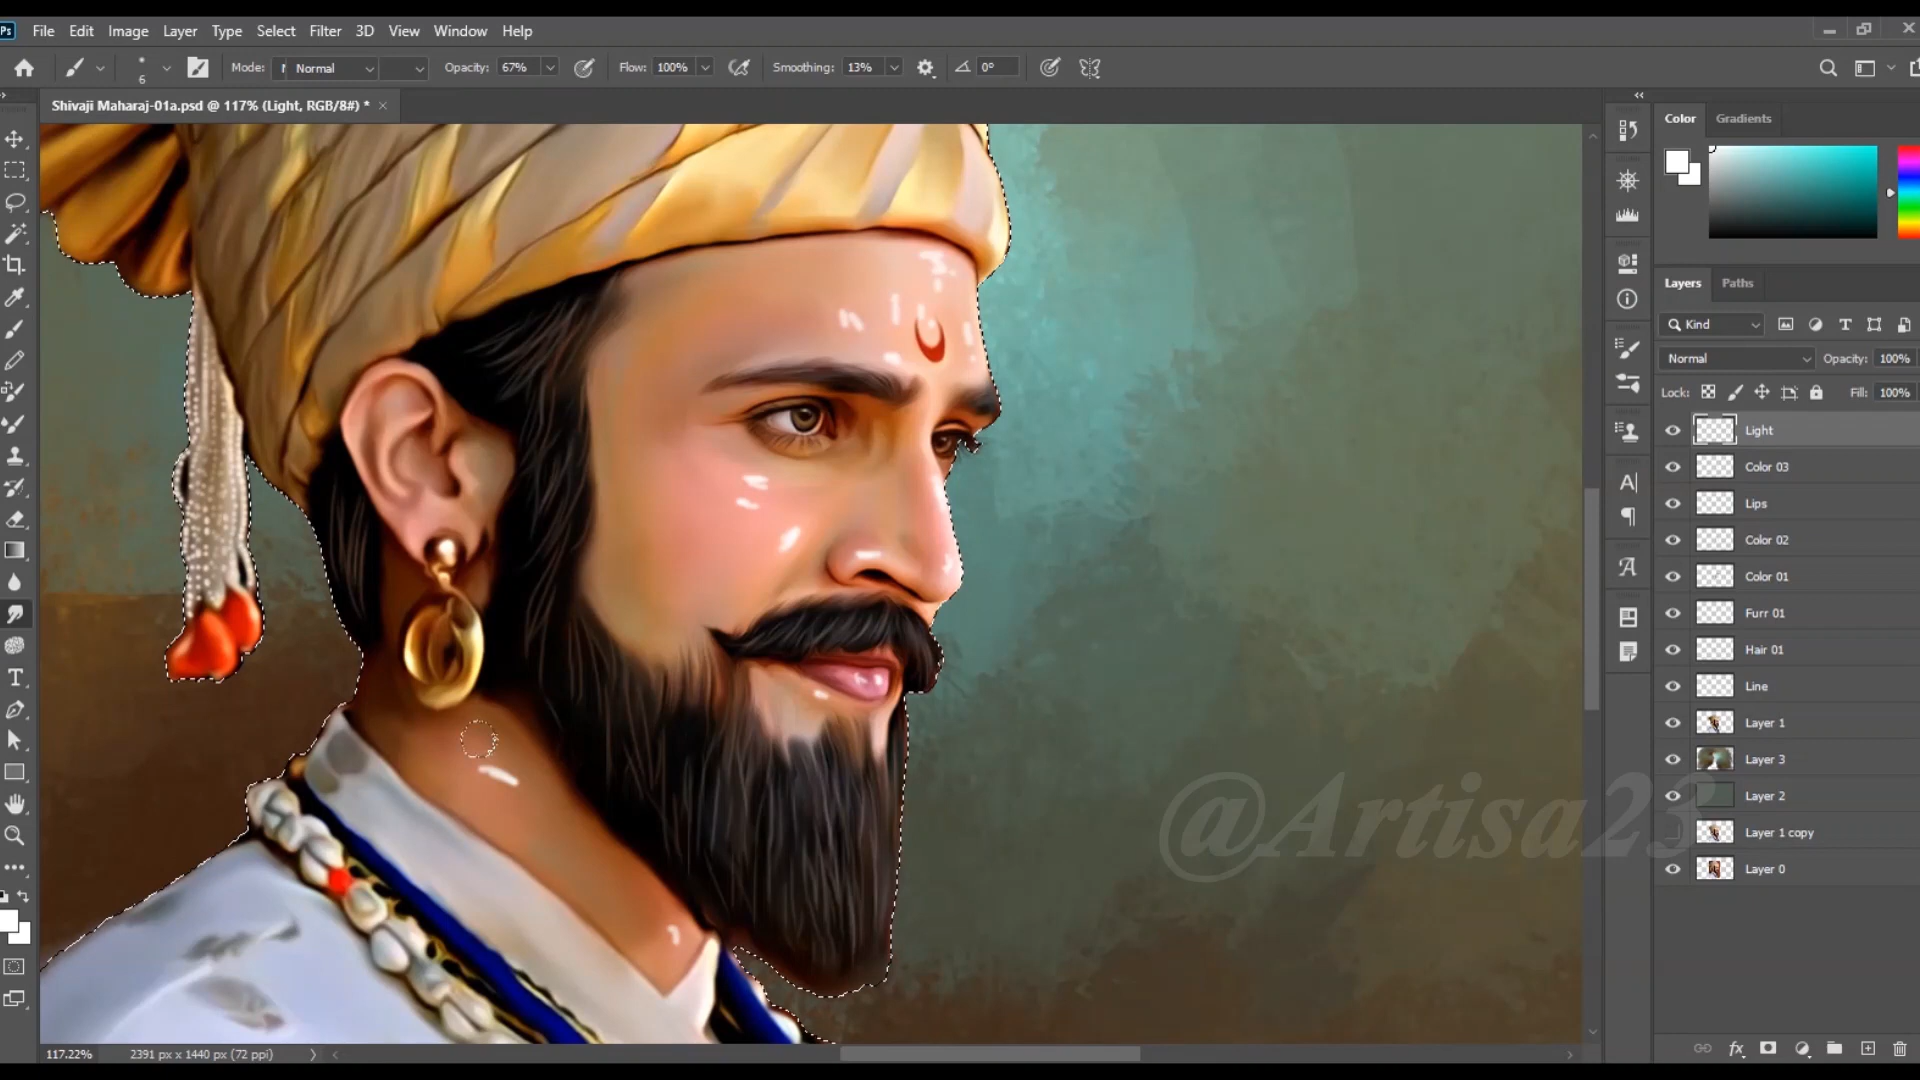 Ps File Edit Image Layer Type Select Filter 3D View Window Help
6 Mode: Normal Opacity: 67% Flow: 100% Smoothing: 13% 0°
Shivaji Maharaj-01a.psd @ 117% (Light, RGB/8#) * ×
Color Gradients
Layers Paths
Kind
Normal Opacity: 100%
Lock: Fill: 100%
Light
Color 03
Lips
Color 02
Color 01
Furr 01
Hair 01
Line
Layer 1
Layer 3
Layer 2
Layer 1 copy
Layer 0
@Artisa23
fx
117.22% 2391 px x 1440 px (72 ppi)